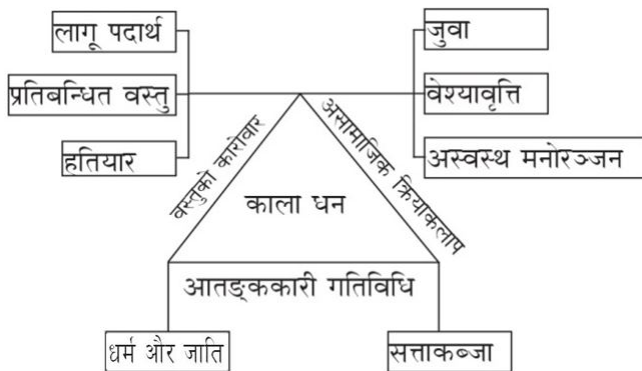 लागू पदार्थ
प्रतिबन्धित वस्तु
हतियार
जुवा
वेश्यावृत्ति
अस्वस्थ मनोरञ्जन
वस्तुको कारोवार
असामाजिक क्रियाकलाप
काला धन
आतङ्ककारी गतिविधि
धर्म और जाति
सत्ताकब्जा